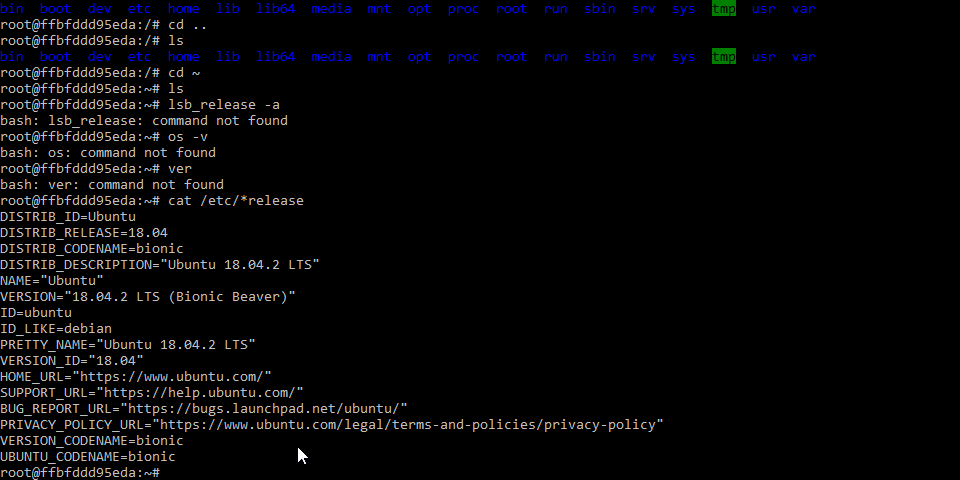 bin  boot  dev  etc  home  lib  lib64  media  mnt  opt  proc  root  run  sbin  srv  sys  tmp  usr  var
root@ffbfddd95eda:/# cd ..
root@ffbfddd95eda:/# ls
bin  boot  dev  etc  home  lib  lib64  media  mnt  opt  proc  root  run  sbin  srv  sys  tmp  usr  var
root@ffbfddd95eda:/# cd ~
root@ffbfddd95eda:~# ls
root@ffbfddd95eda:~# lsb_release -a
bash: lsb_release: command not found
root@ffbfddd95eda:~# os -v
bash: os: command not found
root@ffbfddd95eda:~# ver
bash: ver: command not found
root@ffbfddd95eda:~# cat /etc/*release
DISTRIB_ID=Ubuntu
DISTRIB_RELEASE=18.04
DISTRIB_CODENAME=bionic
DISTRIB_DESCRIPTION="Ubuntu 18.04.2 LTS"
NAME="Ubuntu"
VERSION="18.04.2 LTS (Bionic Beaver)"
ID=ubuntu
ID_LIKE=debian
PRETTY_NAME="Ubuntu 18.04.2 LTS"
VERSION_ID="18.04"
HOME_URL="https://www.ubuntu.com/"
SUPPORT_URL="https://help.ubuntu.com/"
BUG_REPORT_URL="https://bugs.launchpad.net/ubuntu/"
PRIVACY_POLICY_URL="https://www.ubuntu.com/legal/terms-and-policies/privacy-policy"
VERSION_CODENAME=bionic
UBUNTU_CODENAME=bionic
root@ffbfddd95eda:~#